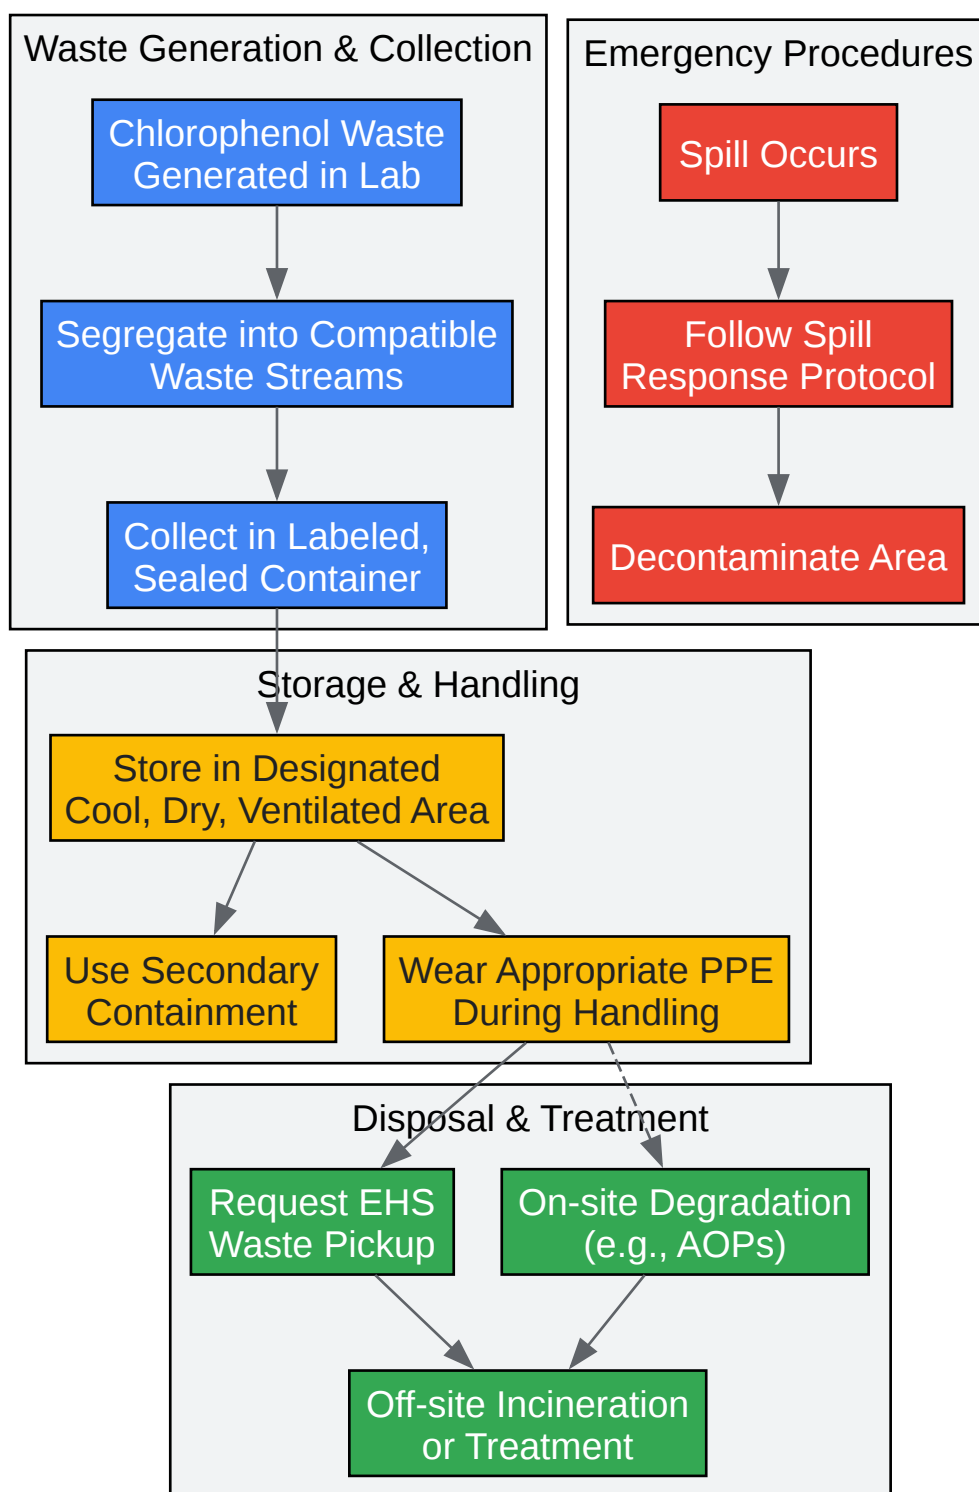 Waste Generation & Collection
Chlorophenol Waste
Generated in Lab
Segregate into Compatible
Waste Streams
Collect in Labeled,
Sealed Container
Emergency Procedures
Spill Occurs
Follow Spill
Response Protocol
Decontaminate Area
Storage & Handling
Store in Designated
Cool, Dry, Ventilated Area
Use Secondary
Containment
Wear Appropriate PPE
During Handling
Disposal & Treatment
Request EHS
Waste Pickup
On-site Degradation
(e.g., AOPs)
Off-site Incineration
or Treatment